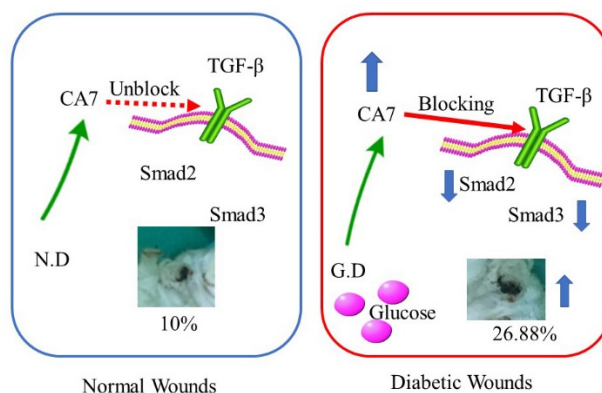 TGF-β
Unblock
CA7
Smad2
Smad3
N.D
10%
Normal Wounds
TGF-β
Blocking
CA7
Smad2
Smad3
G.D
Glucose
26.88%
Diabetic Wounds